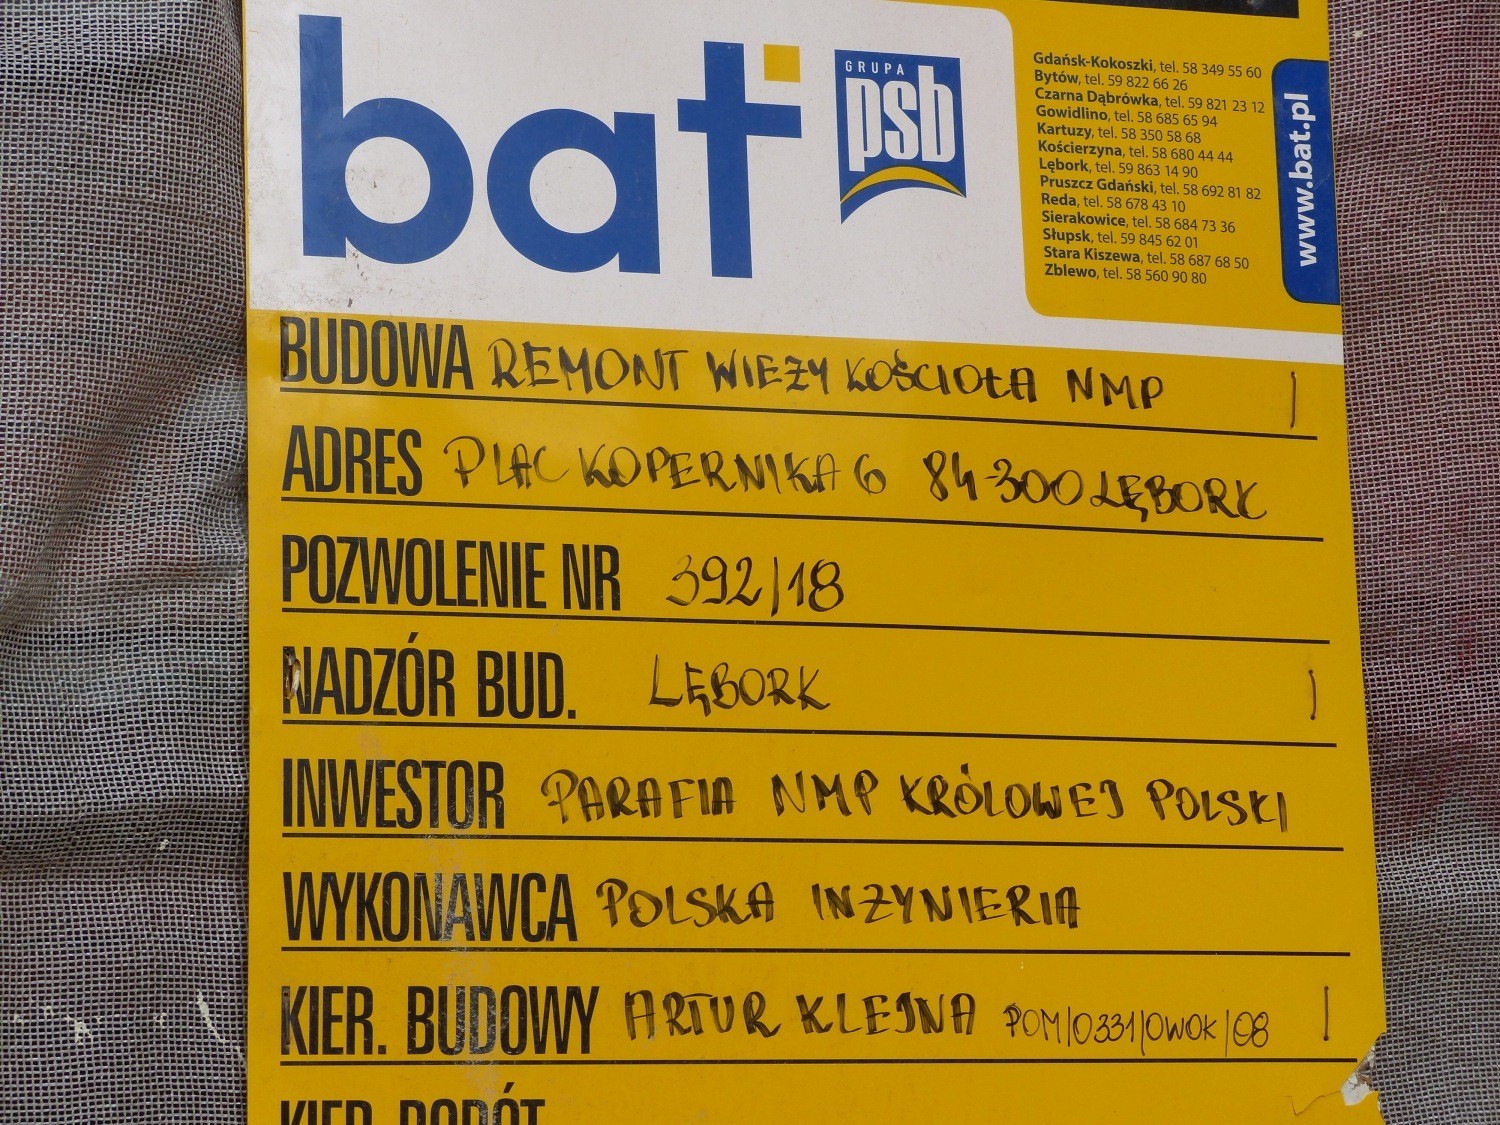 bat
GRUPA
psb
Gdańsk-Kokoszki, tel. 58 349 55 60
Bytów, tel. 59 822 66 26
Czarna Dąbrówka, tel. 59 821 23 12
Gowidlino, tel. 58 685 65 94
Kartuzy, tel. 58 350 58 68
Kościerzyna, tel. 58 680 44 44
Lębork, tel. 59 863 14 90
Pruszcz Gdański, tel. 58 692 81 82
Reda, tel. 58 678 43 10
Sierakowice, tel. 58 684 73 36
Słupsk, tel. 59 845 62 01
Stara Kiszewa, tel. 58 687 68 50
Zblewo, tel. 58 560 90 80
www.bat.pl
BUDOWA REMONT WIEŻY KOŚCIOŁA NMP
ADRES PLAC KOPERNIKA 6 84-300 LĘBORK
POZWOLENIE NR 392/18
NADZÓR BUD. LĘBORK
INWESTOR PARAFIA NMP KRÓLOWEJ POLSKI
WYKONAWCA POLSKA INŻYNIERIA
KIER. BUDOWY ARTUR KLEJNA POM/0331/OWOK/08
KIER. ROBÓT